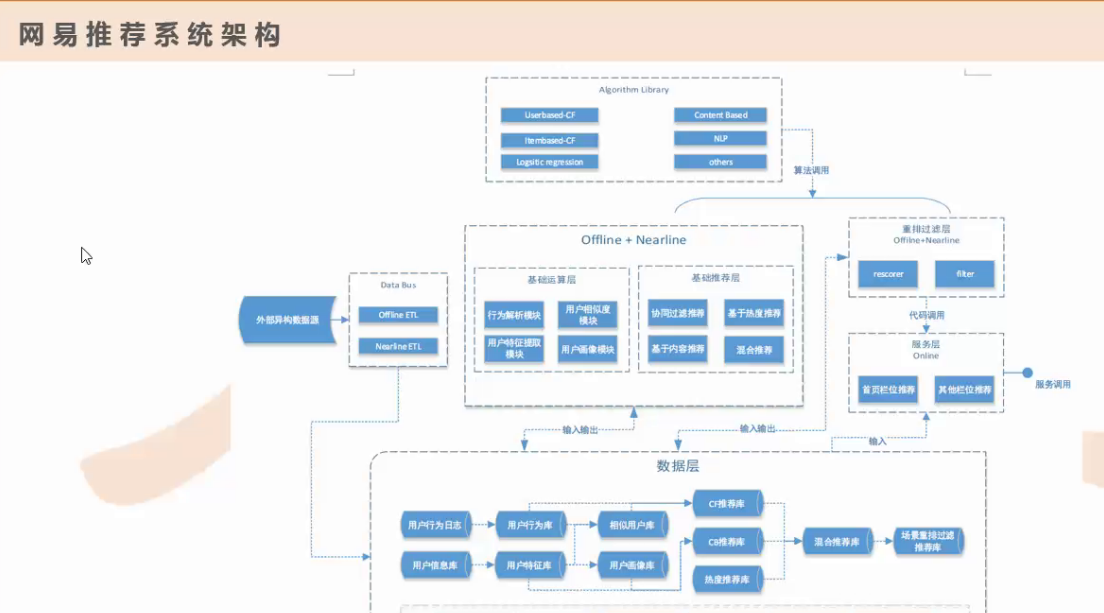 网易推荐系统架构
Algorithm Library
Userbased-CF
Content Based
Itembased-CF
NLP
Logsitic regression
others
算法调用
Offline + Nearline
重排过滤层
Offilne+Nearline
rescorer
filter
代码调用
Data Bus
Offline ETL
Nearline ETL
外部异构数据源
基础运算层
行为解析模块
用户相似度
模块
用户特征提取
模块
用户画像模块
基础推荐层
协同过滤推荐
基于热度推荐
基于内容推荐
混合推荐
服务层
Online
首页栏位推荐
其他栏位推荐
服务调用
输入输出
输入输出
输入
数据层
用户行为日志
用户行为库
相似用户库
CF推荐库
用户信息库
用户特征库
用户画像库
CB推荐库
热度推荐库
混合推荐库
场景重排过滤
推荐库